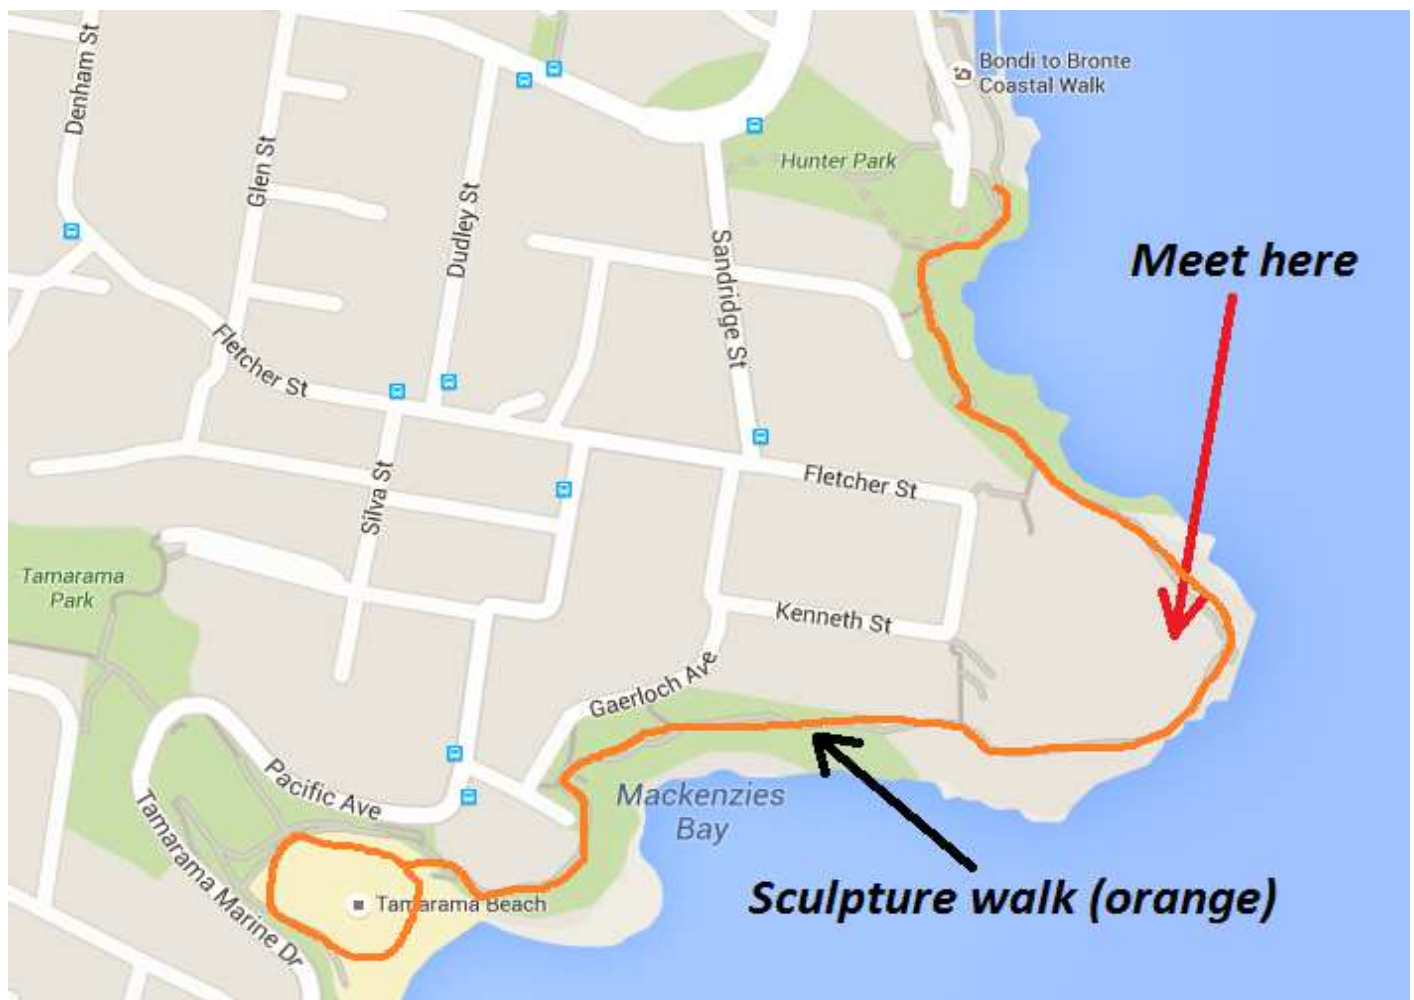 Denham St
Glen St
Dudley St
Bondi to Bronte
Coastal Walk
Hunter Park
Sandridge St
Meet here
Fletcher St
Fletcher St
Silva St
Tamarama
Park
Kenneth St
Gaerloch Ave
Pacific Ave
Mackenzies
Bay
Tamarama Marine Dr
Tamarama Beach
Sculpture walk (orange)